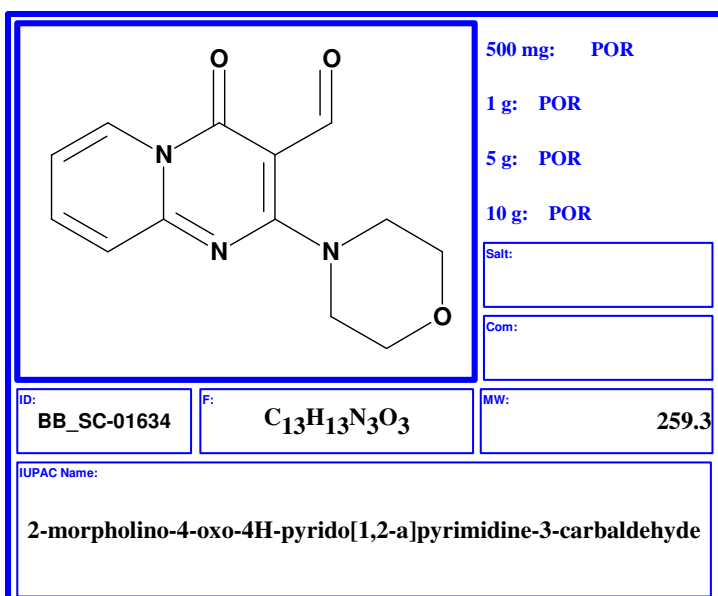 O O
N
N N
O
500 mg: POR
1 g: POR
5 g: POR
10 g: POR
Salt:
Com:
ID:
BB_SC-01634
F:
C13H13N3O3
MW:
259.3
IUPAC Name:
2-morpholino-4-oxo-4H-pyrido[1,2-a]pyrimidine-3-carbaldehyde